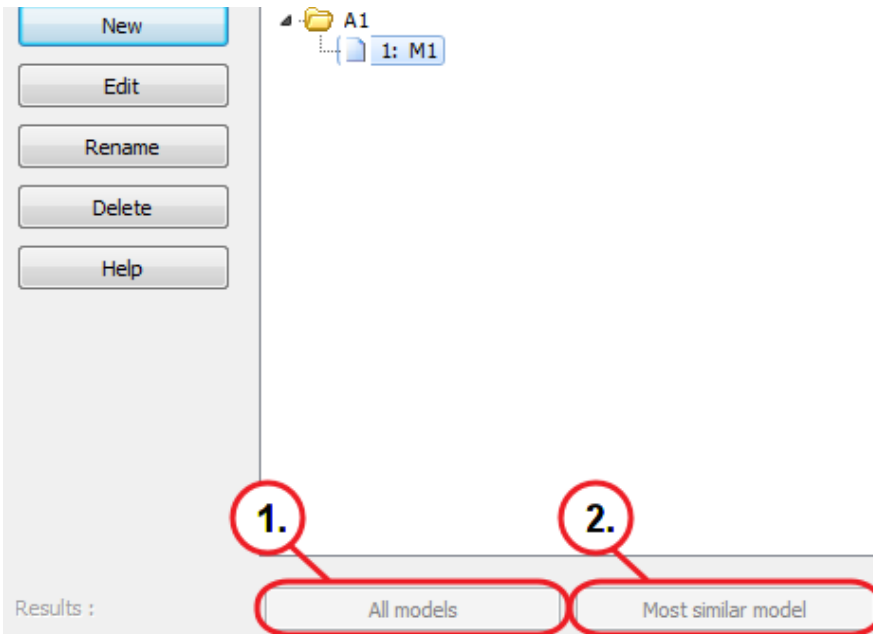 New
Edit
Rename
Delete
Help
A1
1: M1
1.
2.
Results :
All models
Most similar model